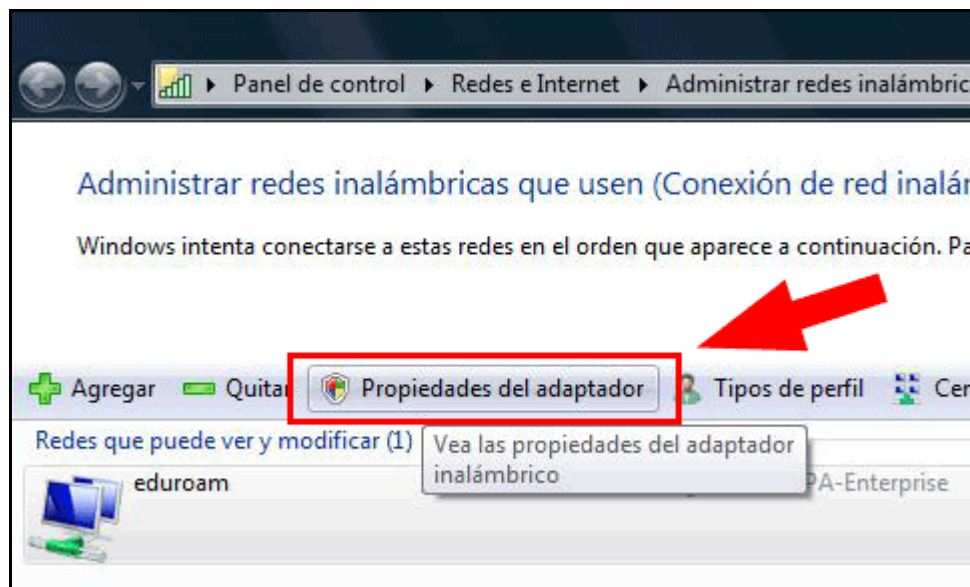 Panel de control Redes e Internet Administrar redes inalámbric
Administrar redes inalámbricas que usen (Conexión de red inalá
Windows intenta conectarse a estas redes en el orden que aparece a continuación. Pa
Agregar Quitar Propiedades del adaptador Tipos de perfil Cen
Redes que puede ver y modificar (1)
Vea las propiedades del adaptador
inalámbrico
eduroam PA-Enterprise